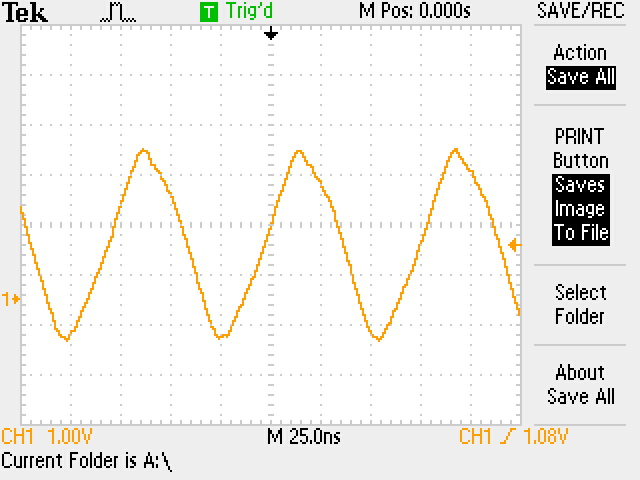 Tek T Trig'd M Pos: 0.000s SAVE/REC
Action
Save All
PRINT
Button
Saves
Image
To File
1
Select
Folder
About
Save All
CH1 1.00V M 25.0ns CH1 1.08V
Current Folder is A:\